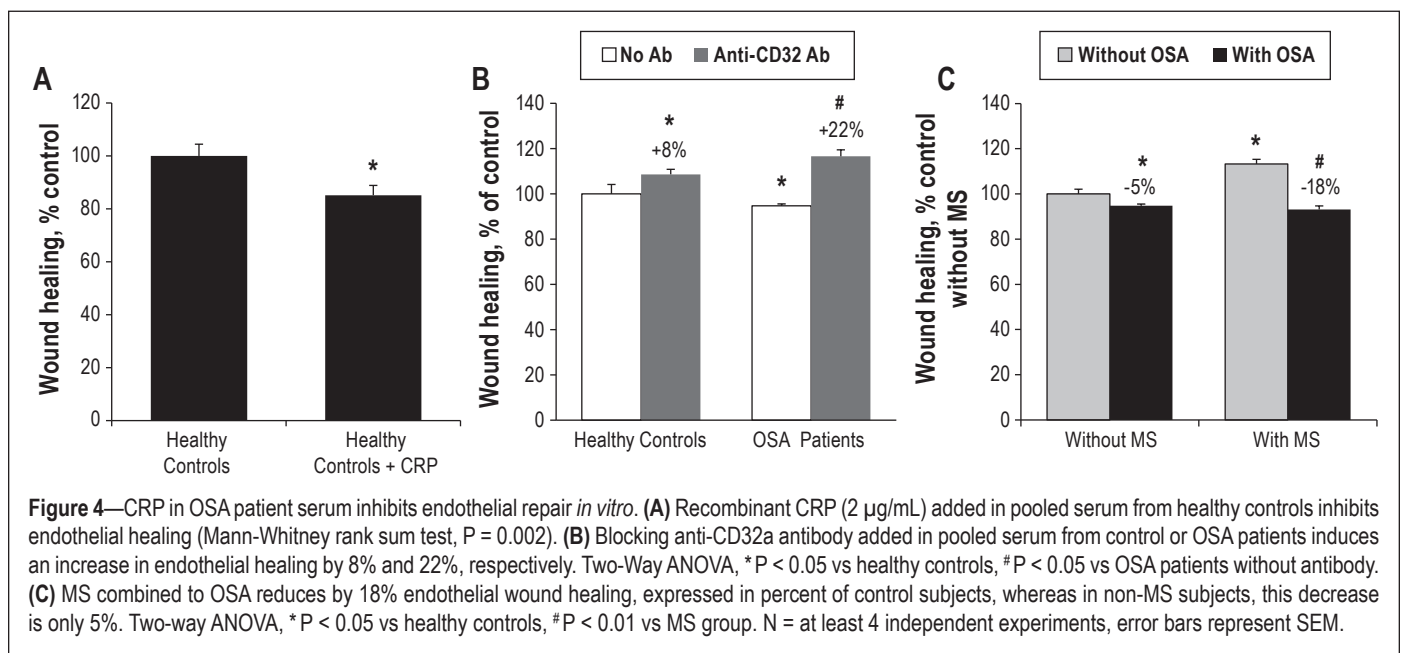 A
Wound healing, % control
120
100
80
60
40
20
0
*
Healthy
Controls
Healthy
Controls + CRP
No Ab Anti-CD32 Ab
B
Wound healing, % of control
140
120
100
80
60
40
20
0
*
+8%
*
#
+22%
Healthy Controls
OSA Patients
Without OSA With OSA
C
Wound healing, % control
without MS
140
120
100
80
60
40
20
0
*
-5%
*
#
-18%
Without MS
With MS
Figure 4—CRP in OSA patient serum inhibits endothelial repair in vitro. (A) Recombinant CRP (2 μg/mL) added in pooled serum from healthy controls inhibits
endothelial healing (Mann-Whitney rank sum test, P = 0.002). (B) Blocking anti-CD32a antibody added in pooled serum from control or OSA patients induces
an increase in endothelial healing by 8% and 22%, respectively. Two-Way ANOVA, *P < 0.05 vs healthy controls, #P < 0.05 vs OSA patients without antibody.
(C) MS combined to OSA reduces by 18% endothelial wound healing, expressed in percent of control subjects, whereas in non-MS subjects, this decrease
is only 5%. Two-way ANOVA, *P < 0.05 vs healthy controls, #P < 0.01 vs MS group. N = at least 4 independent experiments, error bars represent SEM.